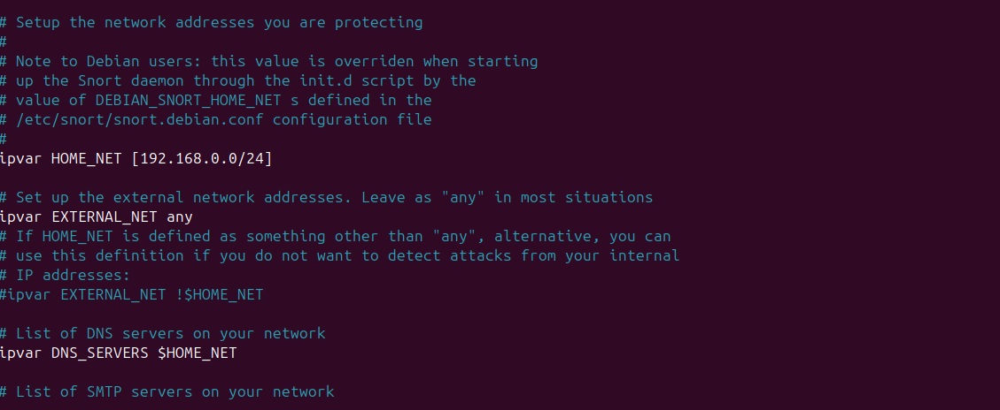 # Setup the network addresses you are protecting
#
# Note to Debian users: this value is overriden when starting
# up the Snort daemon through the init.d script by the
# value of DEBIAN_SNORT_HOME_NET s defined in the
# /etc/snort/snort.debian.conf configuration file
#
ipvar HOME_NET [192.168.0.0/24]
# Set up the external network addresses. Leave as "any" in most situations
ipvar EXTERNAL_NET any
# If HOME_NET is defined as something other than "any", alternative, you can
# use this definition if you do not want to detect attacks from your internal
# IP addresses:
#ipvar EXTERNAL_NET !$HOME_NET
# List of DNS servers on your network
ipvar DNS_SERVERS $HOME_NET
# List of SMTP servers on your network